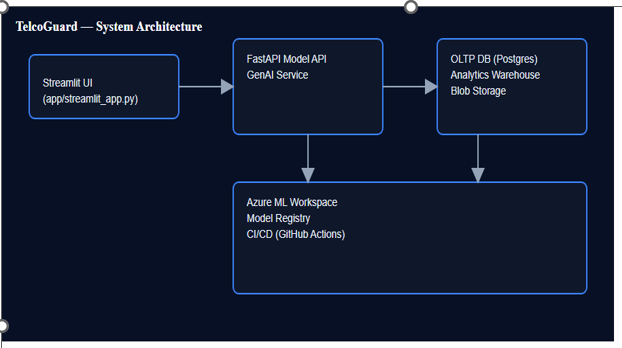 TelcoGuard — System Architecture
Streamlit UI
(app/streamlit_app.py)
FastAPI Model API
GenAI Service
OLTP DB (Postgres)
Analytics Warehouse
Blob Storage
Azure ML Workspace
Model Registry
CI/CD (GitHub Actions)